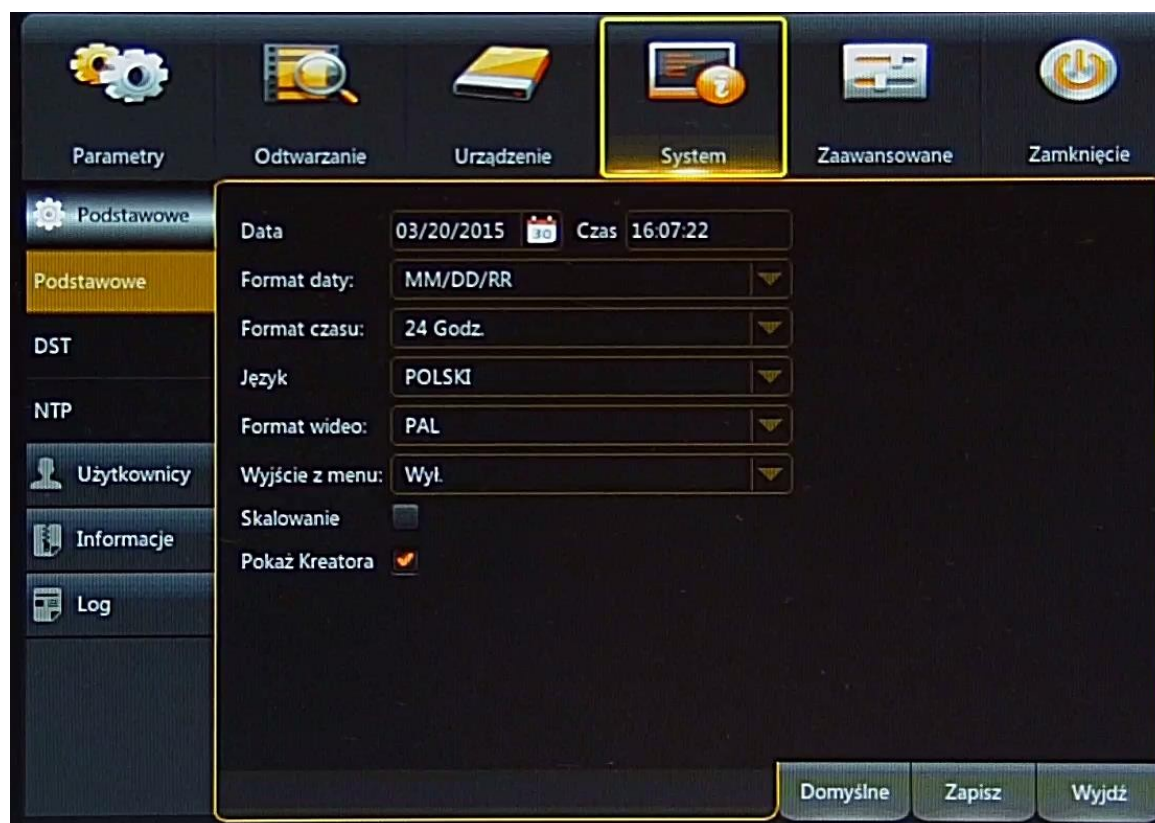 Parametry Odtwarzanie Urządzenie System Zaawansowane Zamknięcie
Podstawowe
Podstawowe
DST
NTP
Użytkownicy
Informacje
Log
Data 03/20/2015 30 Czas 16:07:22
Format daty: MM/DD/RR
Format czasu: 24 Godz.
Język POLSKI
Format wideo: PAL
Wyjście z menu: Wył.
Skalowanie
Pokaż Kreatora
Domyślne Zapisz Wyjdź